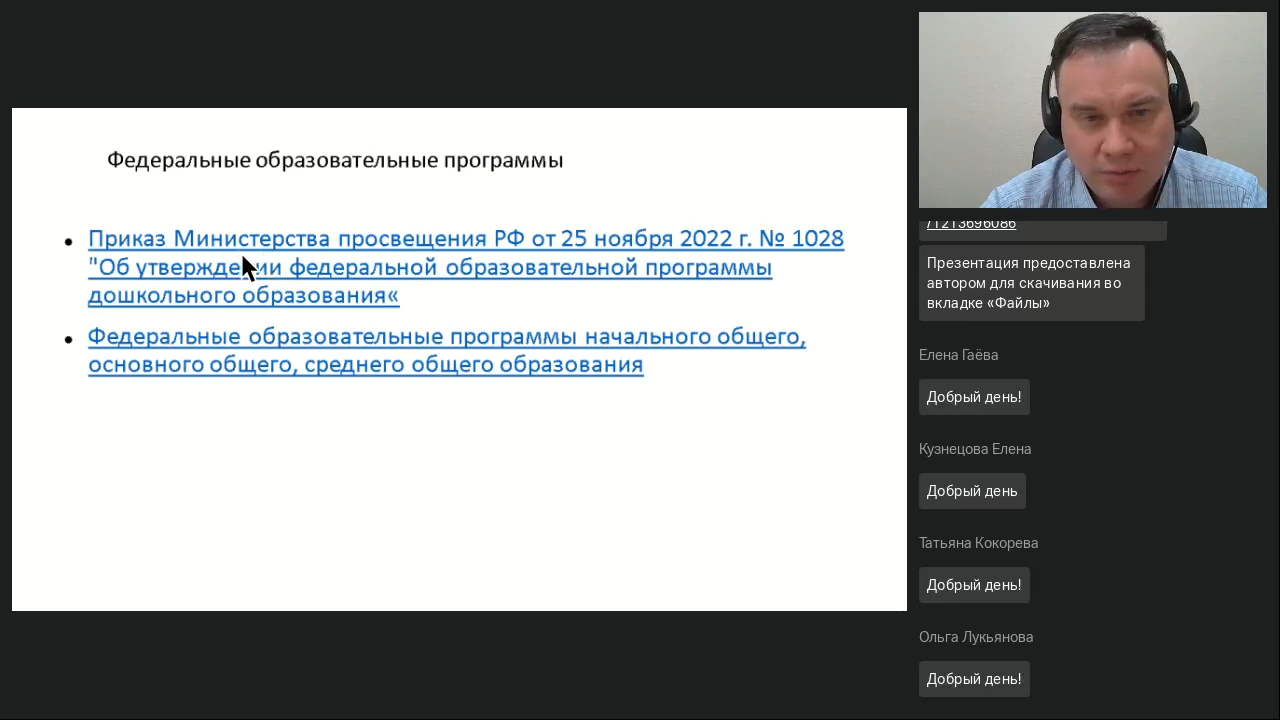 Федеральные образовательные программы
• Приказ Министерства просвещения РФ от 25 ноября 2022 г. № 1028
"Об утверждении федеральной образовательной программы
дошкольного образования«
• Федеральные образовательные программы начального общего,
основного общего, среднего общего образования
/71213696086
Презентация предоставлена
автором для скачивания во
вкладке «Файлы»
Елена Гаёва
Добрый день!
Кузнецова Елена
Добрый день
Татьяна Кокорева
Добрый день!
Ольга Лукьянова
Добрый день!